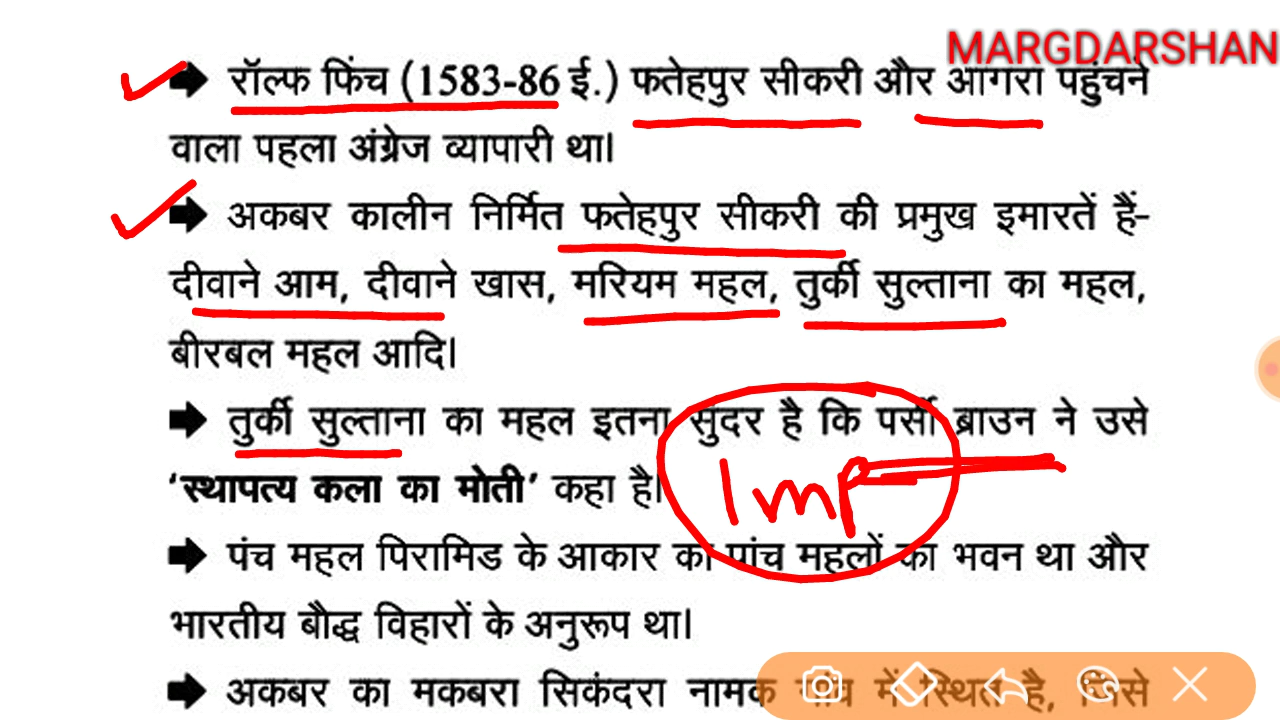 MARGDARSHAN
➡ रॉल्फ फिंच (1583-86 ई.) फतेहपुर सीकरी और आगरा पहुंचने
वाला पहला अंग्रेज व्यापारी था।
➡ अकबर कालीन निर्मित फतेहपुर सीकरी की प्रमुख इमारतें हैं-
दीवाने आम, दीवाने खास, मरियम महल, तुर्की सुल्ताना का महल,
बीरबल महल आदि।
➡ तुर्की सुल्ताना का महल इतना सुंदर है कि पर्सी ब्राउन ने उसे
‘स्थापत्य कला का मोती’ कहा है।
Imp
➡ पंच महल पिरामिड के आकार का पांच महलों का भवन था और
भारतीय बौद्ध विहारों के अनुरूप था।
➡ अकबर का मकबरा सिकंदरा नामक गांव में स्थित है, जिसे